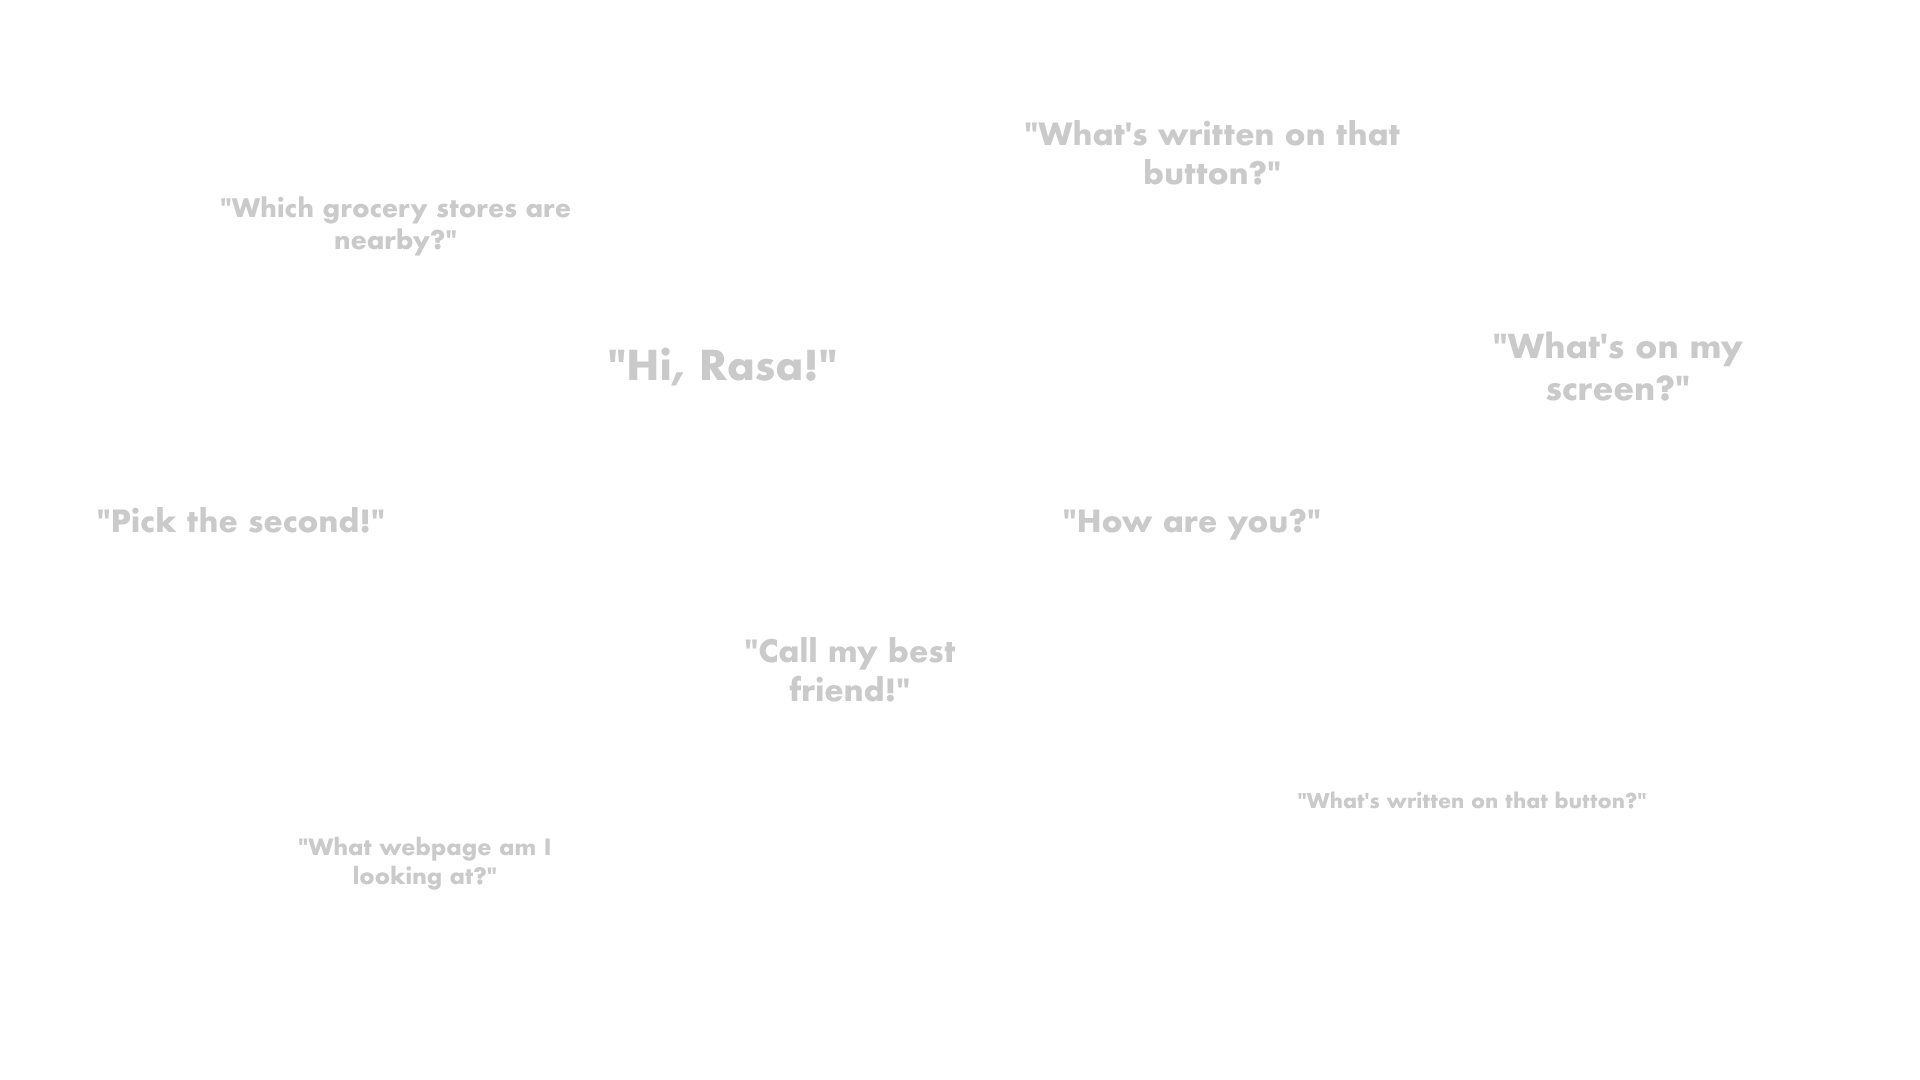 "What's written on that
button?"
"Which grocery stores are
nearby?"
"Hi, Rasa!"
"What's on my
screen?"
"Pick the second!"
"How are you?"
"Call my best
friend!"
"What's written on that button?"
"What webpage am I
looking at?"